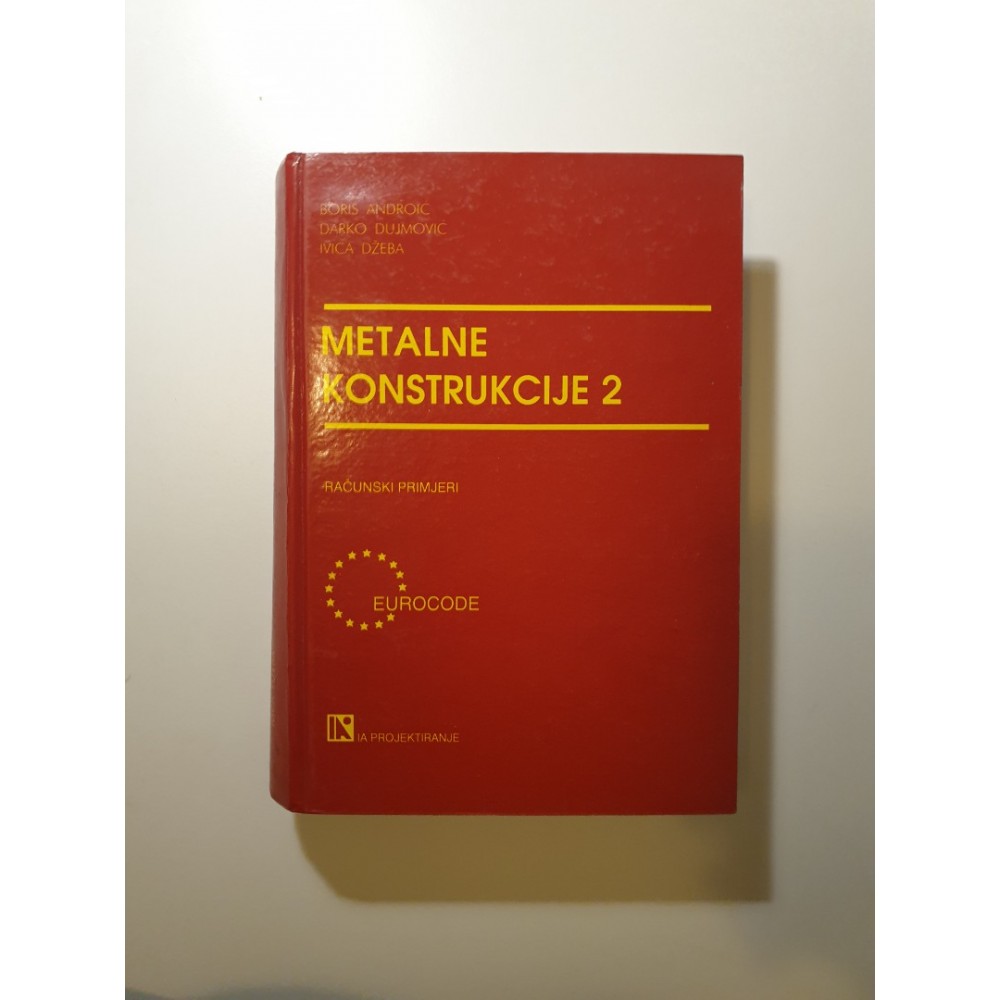 BORIS ANDROIĆ
DARKO DUJMOVIĆ
IVICA DŽEBA
METALNE
KONSTRUKCIJE 2
RAČUNSKI PRIMJERI
EUROCODE
IA PROJEKTIRANJE